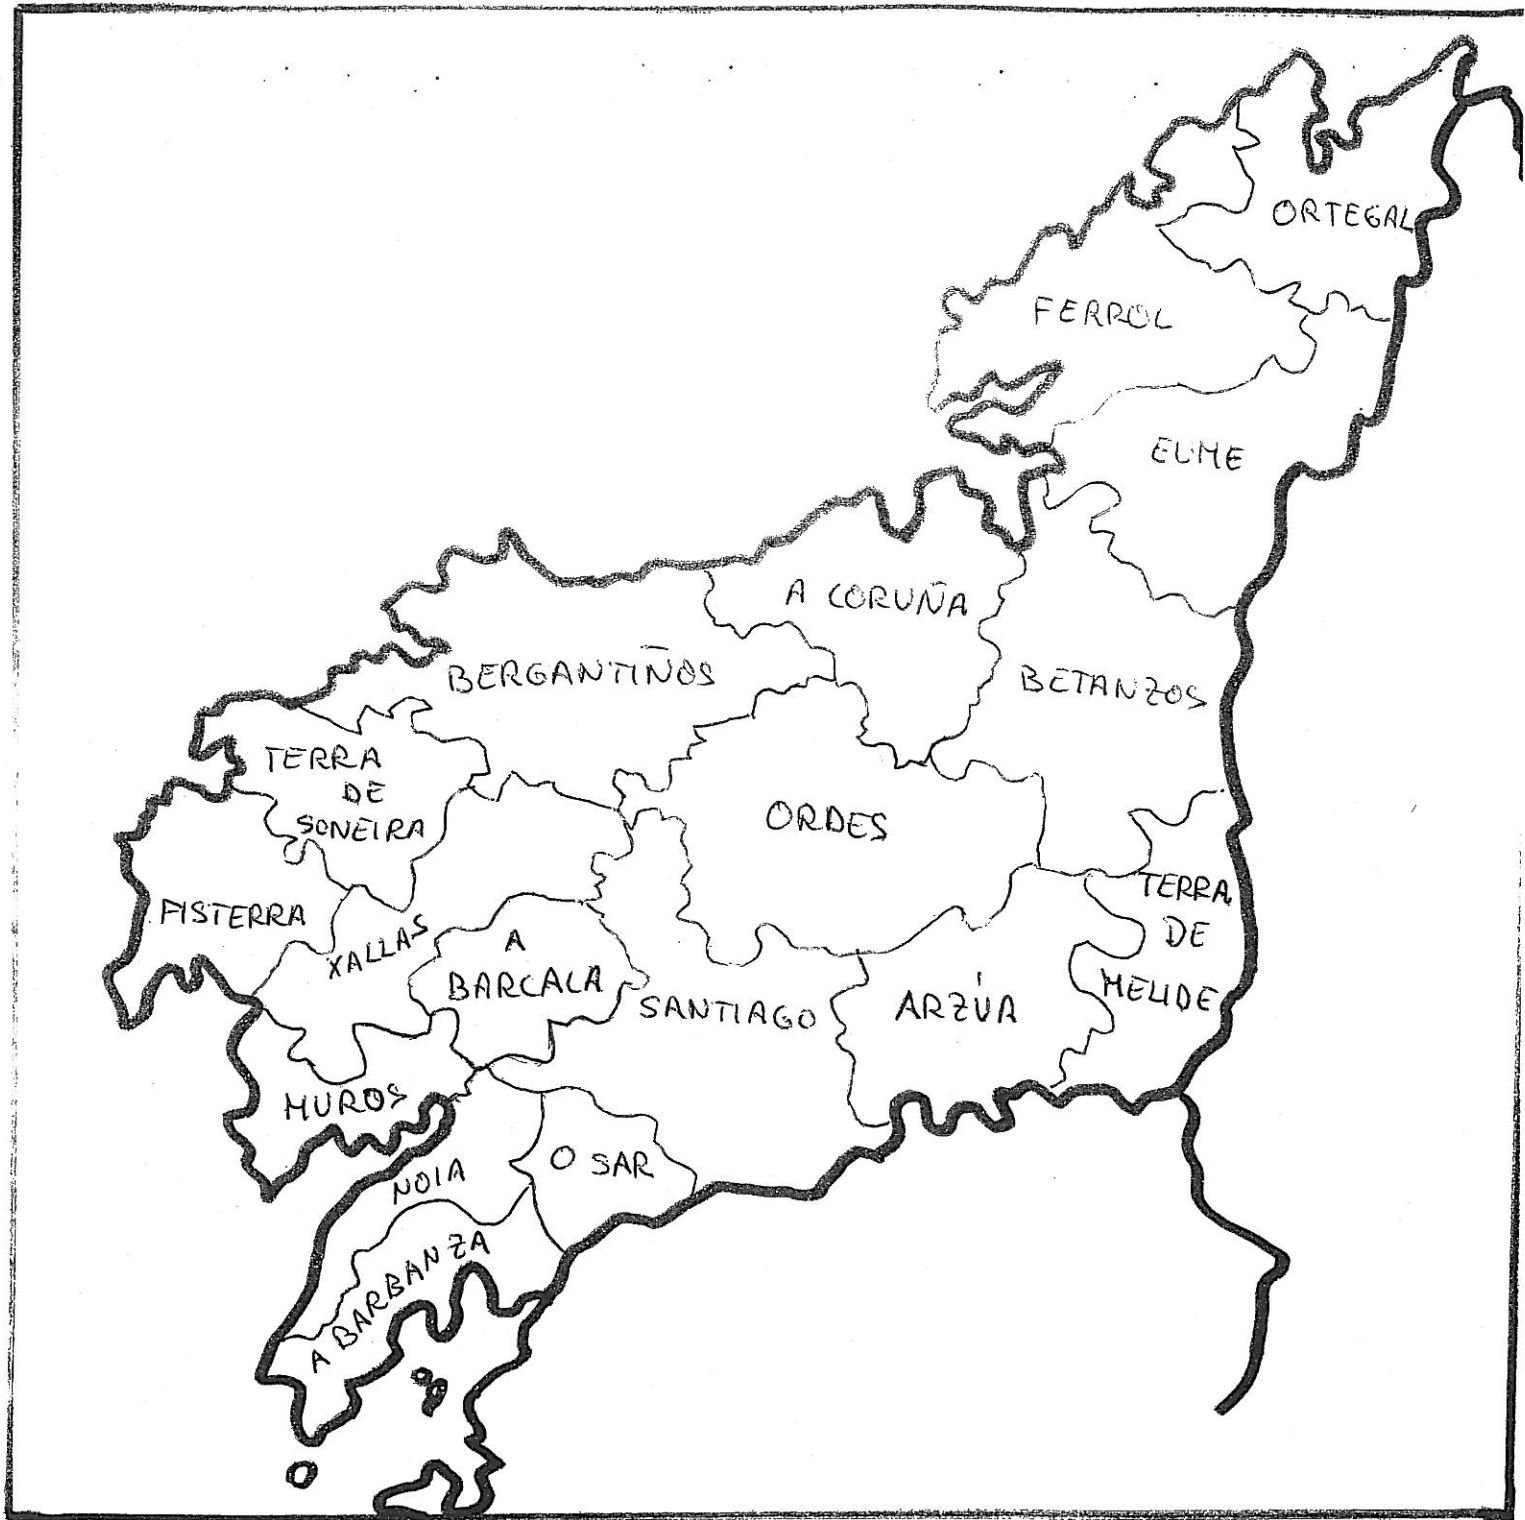 ORTEGAL
FERROL
EUME
A CORUÑA
BERGANTIÑOS
BETANZOS
TERRA
DE
SONEIRA
ORDES
FISTERRA
XALLAS
A
BARCALA
SANTIAGO
ARZÚA
TERRA
DE
MELIDE
MUROS
NOIA
O SAR
A BARBANZA